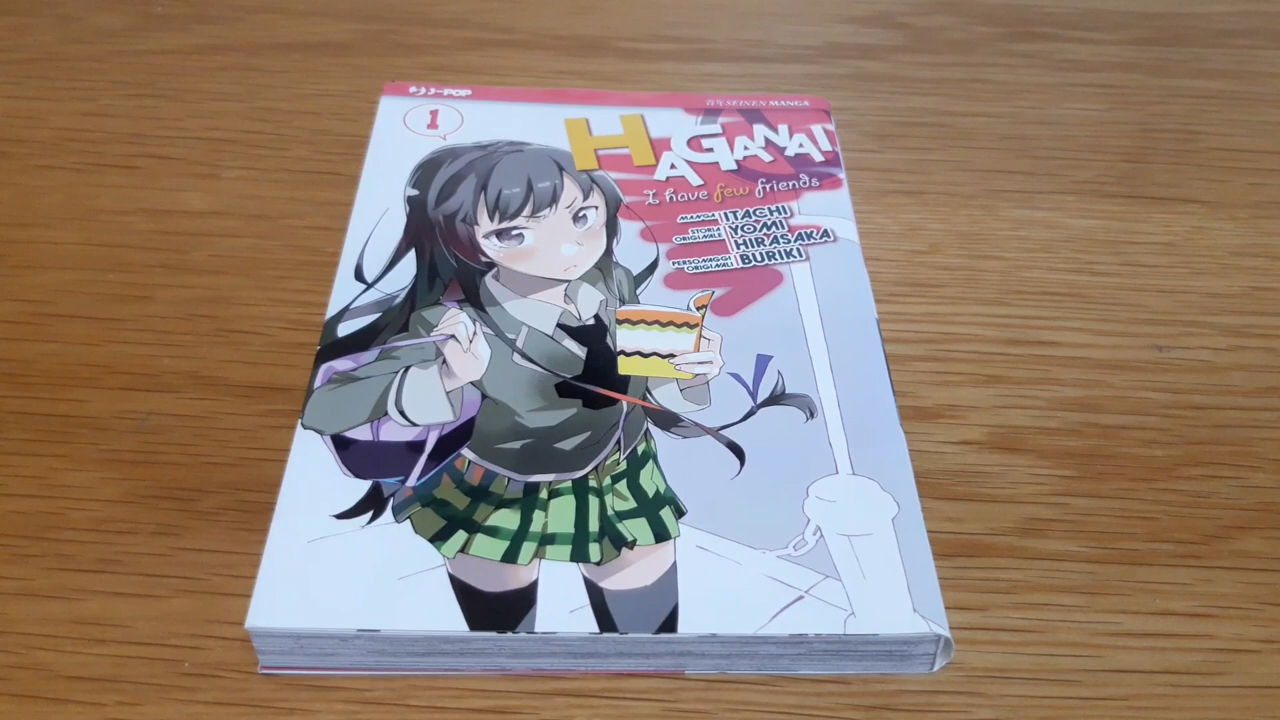 J-POP
青年 SEINEN MANGA
1
HAGANAI
I have few friends
MANGA ITACHI
STORIA ORIGINALE YOMI HIRASAKA
PERSONAGGI ORIGINALI BURIKI